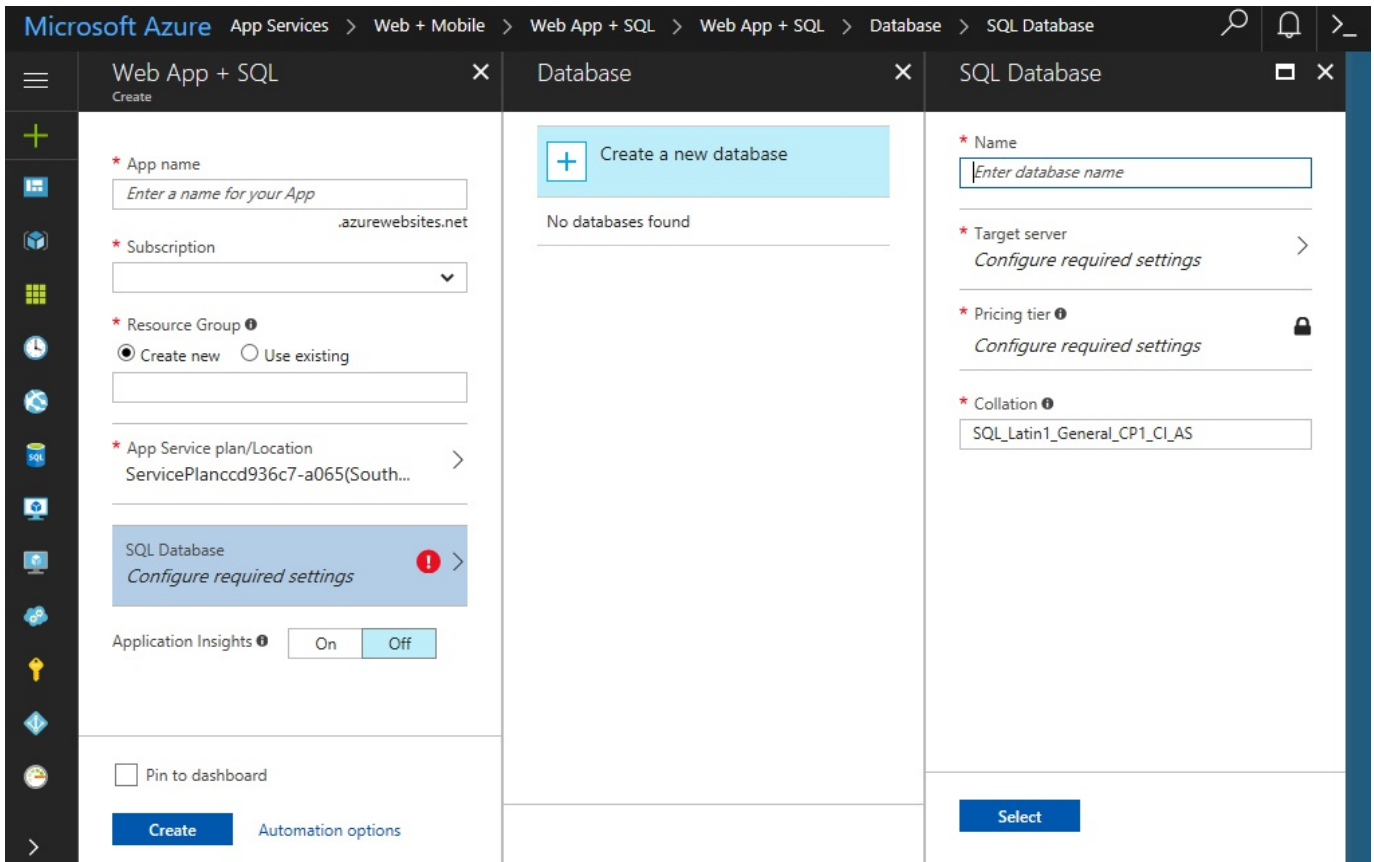 Microsoft Azure App Services > Web + Mobile > Web App + SQL > Web App + SQL > Database > SQL Database
Web App + SQL
Create
* App name
Enter a name for your App
.azurewebsites.net
* Subscription
* Resource Group
Create new Use existing
* App Service plan/Location
ServicePlanccd936c7-a065(South...
SQL Database
Configure required settings
Application Insights On Off
Pin to dashboard
Create Automation options
Database
Create a new database
No databases found
SQL Database
* Name
Enter database name
* Target server
Configure required settings
* Pricing tier
Configure required settings
* Collation
SQL_Latin1_General_CP1_CI_AS
Select
SQL